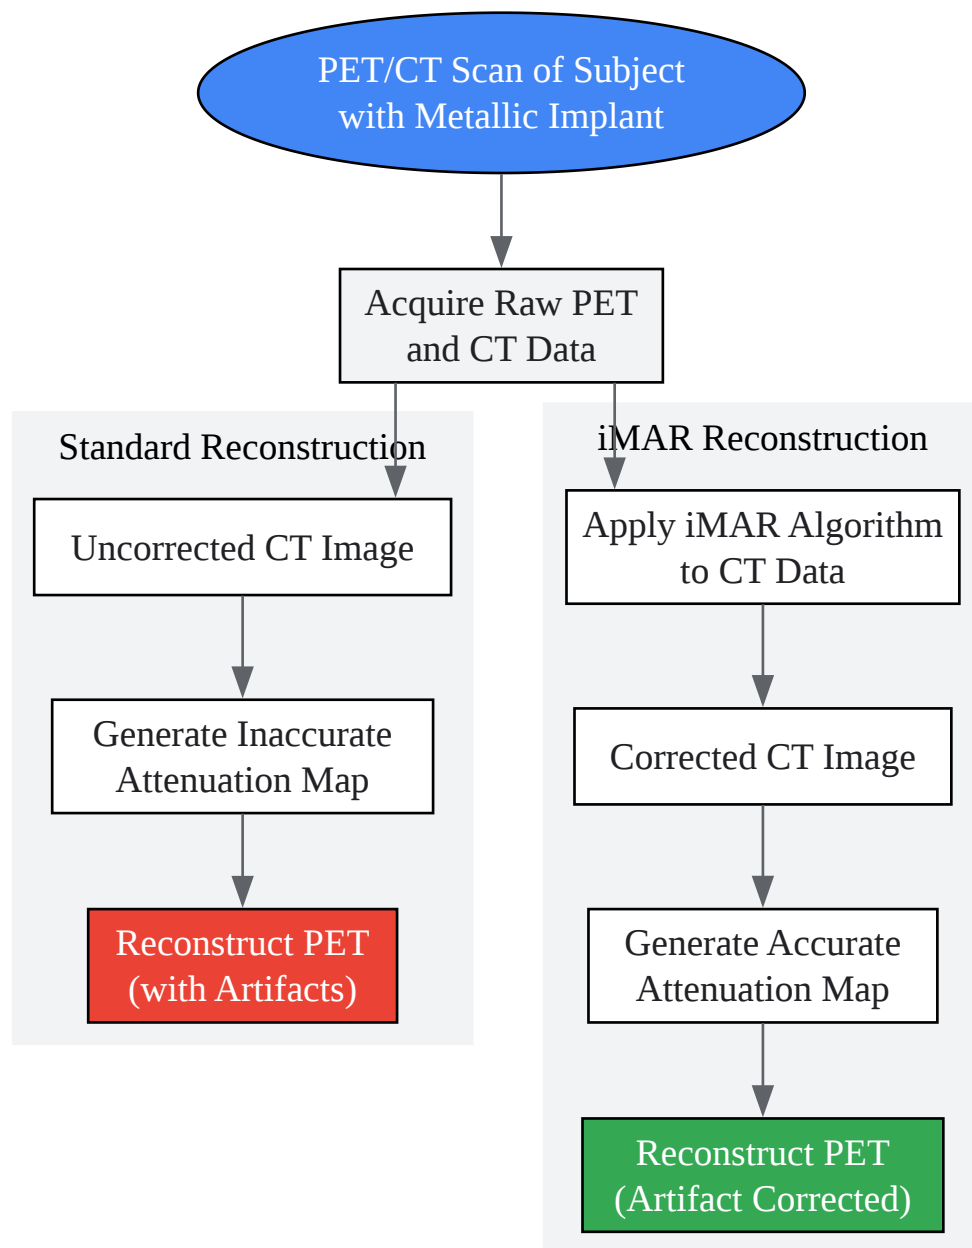 PET/CT Scan of Subject
with Metallic Implant
Acquire Raw PET
and CT Data
Standard Reconstruction
Uncorrected CT Image
Generate Inaccurate
Attenuation Map
Reconstruct PET
(with Artifacts)
iMAR Reconstruction
Apply iMAR Algorithm
to CT Data
Corrected CT Image
Generate Accurate
Attenuation Map
Reconstruct PET
(Artifact Corrected)